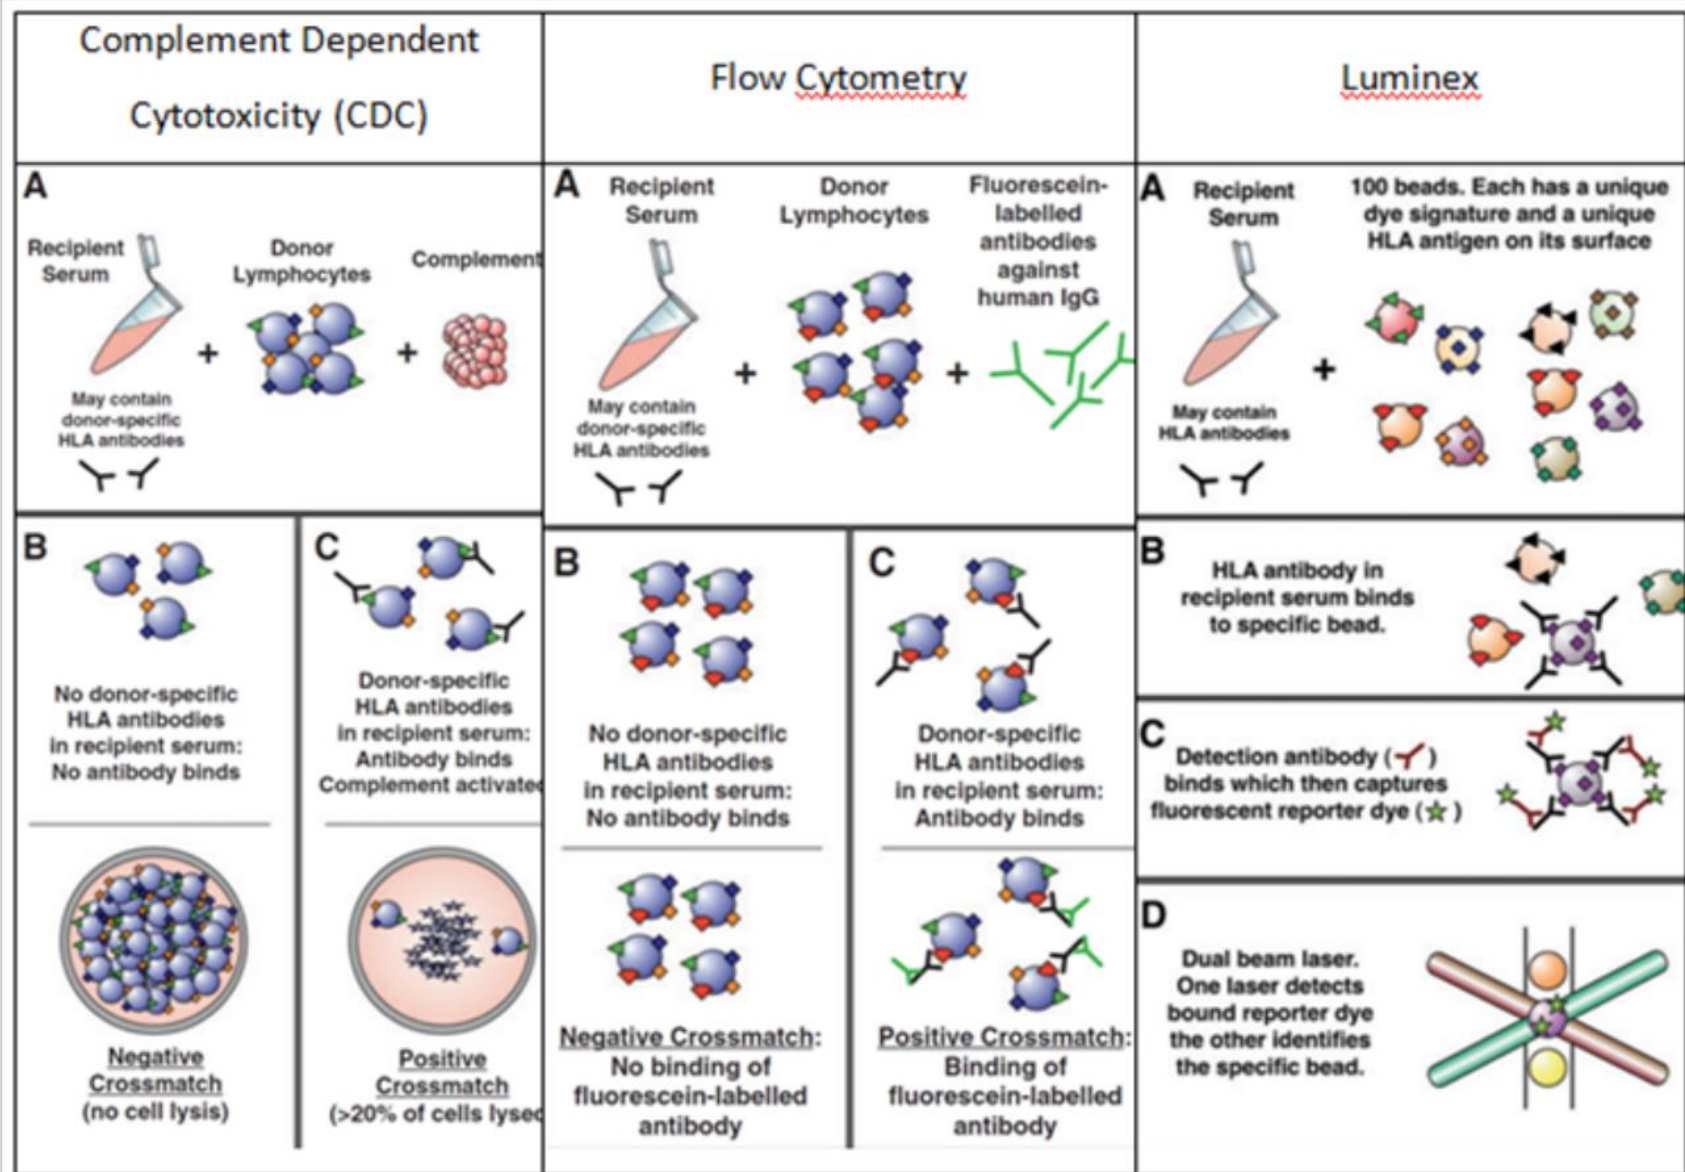 Complement Dependent
Cytotoxicity (CDC)
Flow Cytometry
Luminex
A
Recipient
Serum
Donor
Lymphocytes
Complement
+
+
May contain
donor-specific
HLA antibodies
B
No donor-specific
HLA antibodies
in recipient serum:
No antibody binds
Negative
Crossmatch
(no cell lysis)
C
Donor-specific
HLA antibodies
in recipient serum:
Antibody binds
Complement activated
Positive
Crossmatch
(>20% of cells lysed
A
Recipient
Serum
Donor
Lymphocytes
Fluorescein-
labelled
antibodies
against
human IgG
+
+
May contain
donor-specific
HLA antibodies
B
No donor-specific
HLA antibodies
in recipient serum:
No antibody binds
Negative Crossmatch:
No binding of
fluorescein-labelled
antibody
C
Donor-specific
HLA antibodies
in recipient serum:
Antibody binds
Positive Crossmatch:
Binding of
fluorescein-labelled
antibody
A
Recipient
Serum
100 beads. Each has a unique
dye signature and a unique
HLA antigen on its surface
+
May contain
HLA antibodies
B
HLA antibody in
recipient serum binds
to specific bead.
C
Detection antibody ( )
binds which then captures
fluorescent reporter dye ( )
D
Dual beam laser.
One laser detects
bound reporter dye
the other identifies
the specific bead.